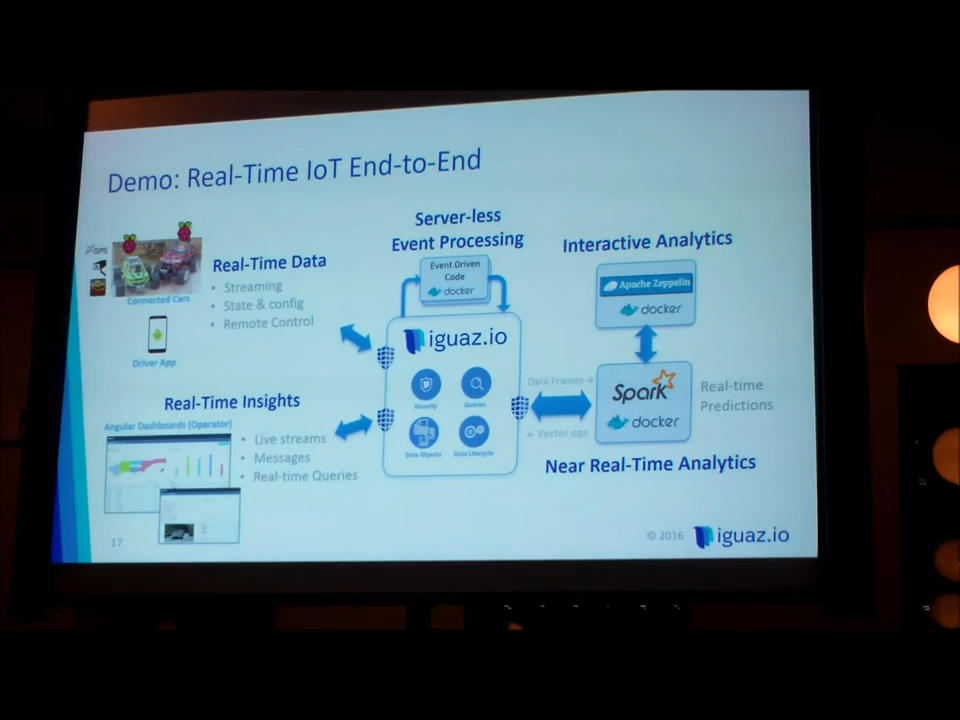 Demo: Real-Time IoT End-to-End
GPS
Connected Cars
Driver App
Real-Time Data
• Streaming
• State & config
• Remote Control
Server-less
Event Processing
Event Driven
Code
docker
iguaz.io
Security
Queries
Data Objects
Data Lifecycle
Interactive Analytics
Apache Zeppelin
docker
Data Frames →
← Vector ops
Spark
docker
Real-time
Predictions
Near Real-Time Analytics
Real-Time Insights
Angular Dashboards (Operator)
• Live streams
• Messages
• Real-time Queries
17
© 2016 iguaz.io